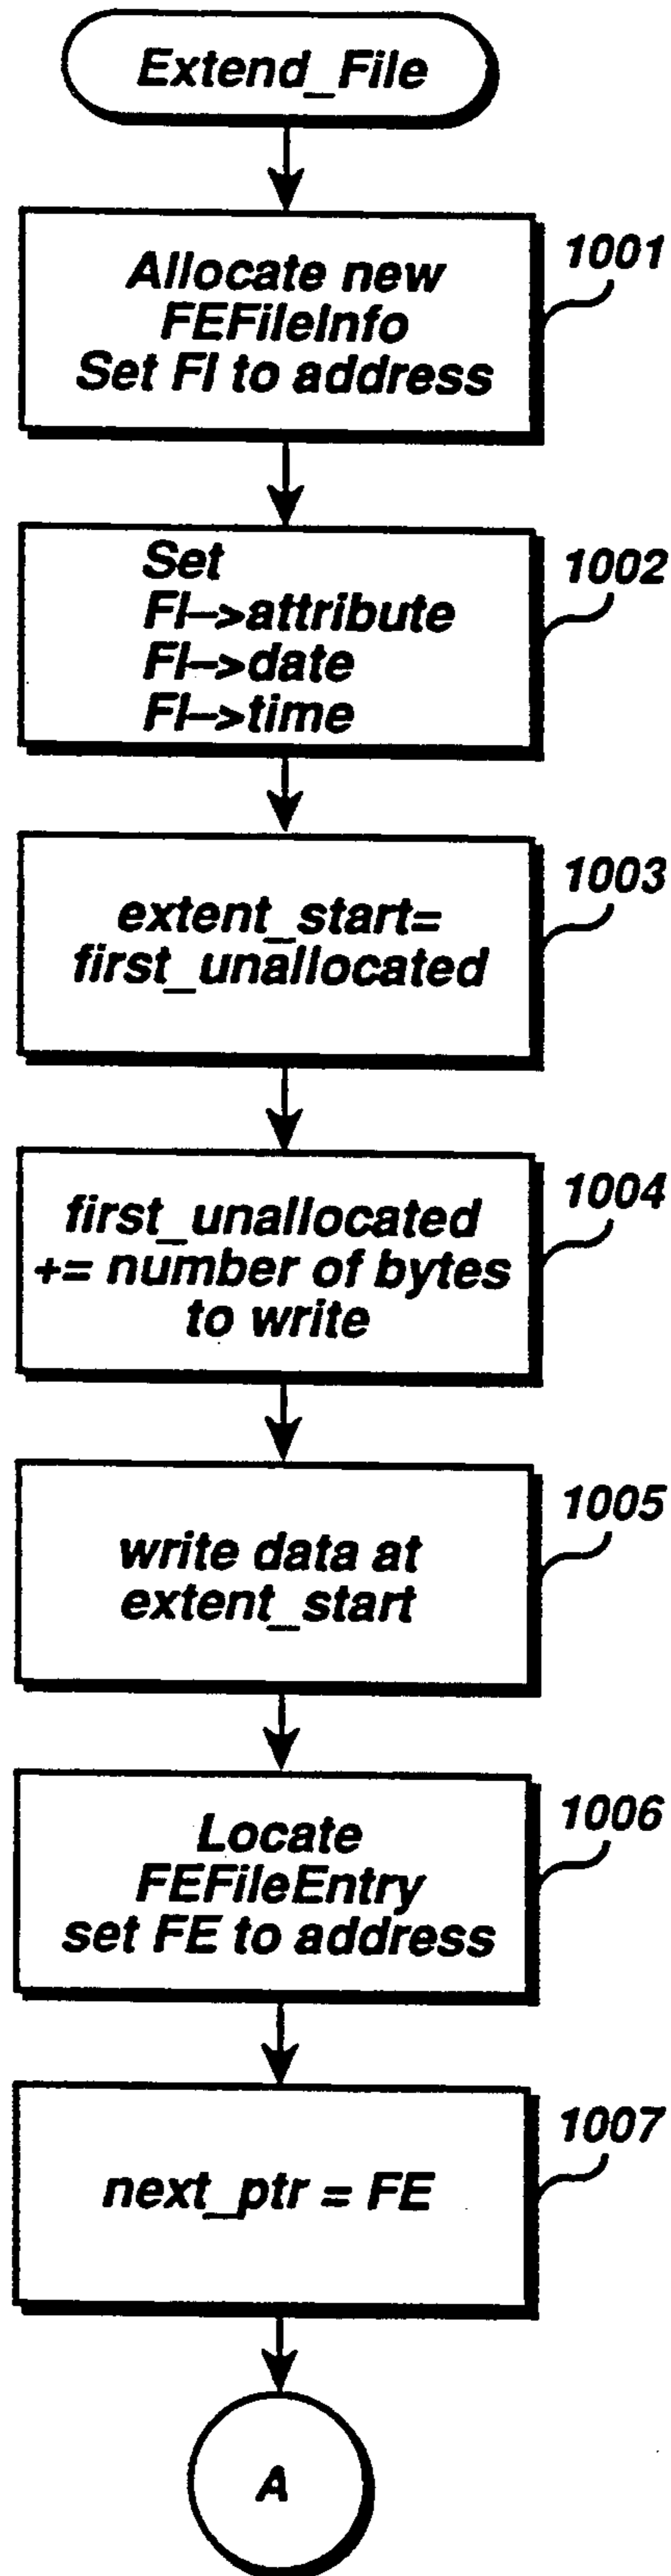 Extend_File
Allocate new
FEFileInfo
Set FI to address
1001
Set
FI–>attribute
FI–>date
FI–>time
1002
extent_start=
first_unallocated
1003
first_unallocated
+= number of bytes
to write
1004
write data at
extent_start
1005
Locate
FEFileEntry
set FE to address
1006
next_ptr = FE
1007
A